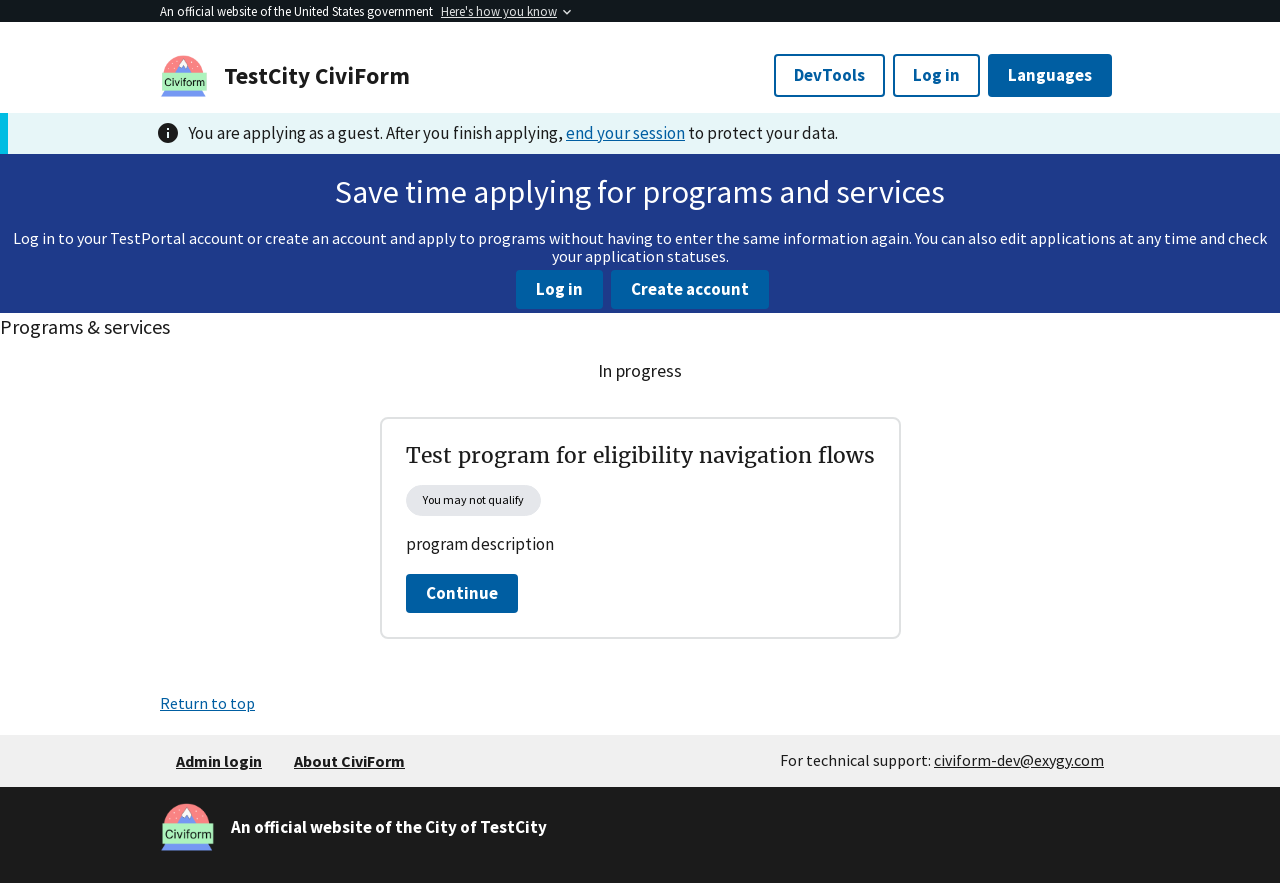 An official website of the United States government Here's how you know
Civiform
TestCity CiviForm
DevTools
Log in
Languages
You are applying as a guest. After you finish applying, end your session to protect your data.
Save time applying for programs and services
Log in to your TestPortal account or create an account and apply to programs without having to enter the same information again. You can also edit applications at any time and check
your application statuses.
Log in
Create account
Programs & services
In progress
Test program for eligibility navigation flows
You may not qualify
program description
Continue
Return to top
Admin login
About CiviForm
For technical support: civiform-dev@exygy.com
Civiform
An official website of the City of TestCity